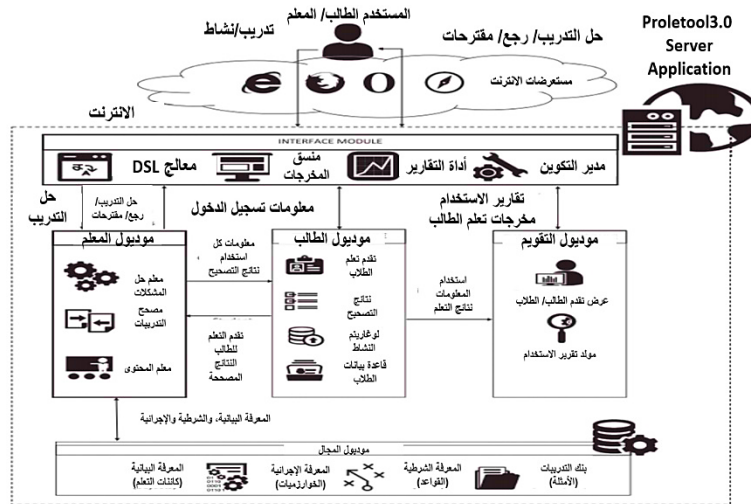 المستخدم الطالب/ المعلم
تدريب/نشاط
حل التدريب/ رجع/ مقترحات
Proletool3.0
Server
Application
مستعرضات الانترنت
الانترنت
INTERFACE MODULE
معالج DSL
منسق
المخرجات
أداة التقارير
مدير التكوين
حل
التدريب
حل التدريب/
رجع/ مقترحات
معلومات تسجيل الدخول
تقارير الاستخدام
مخرجات تعلم الطالب
موديول المعلم
معلم حل
المشكلات
مصحح
التدريبات
معلم المحتوى
معلومات كل
استخدام
نتائج التصحيح
تقدم التعلم
للطالب
النتائج
المصححة
موديول الطالب
تقدم تعلم
الطلاب
نتائج
التصحيح
لوغاريتم
النشاط
قاعدة بيانات
الطلاب
استخدام
المعلومات
نتائج التعلم
موديول التقويم
عرض تقدم الطالب/ الطلاب
مولد تقرير الاستخدام
المعرفة البيانية، والشرطية والإجرائية
موديول المجال
المعرفة البيانية
(كائنات التعلم)
المعرفة الإجرائية
(الخوارزميات)
المعرفة الشرطية
(القواعد)
بنك التدريبات
(الأمثلة)